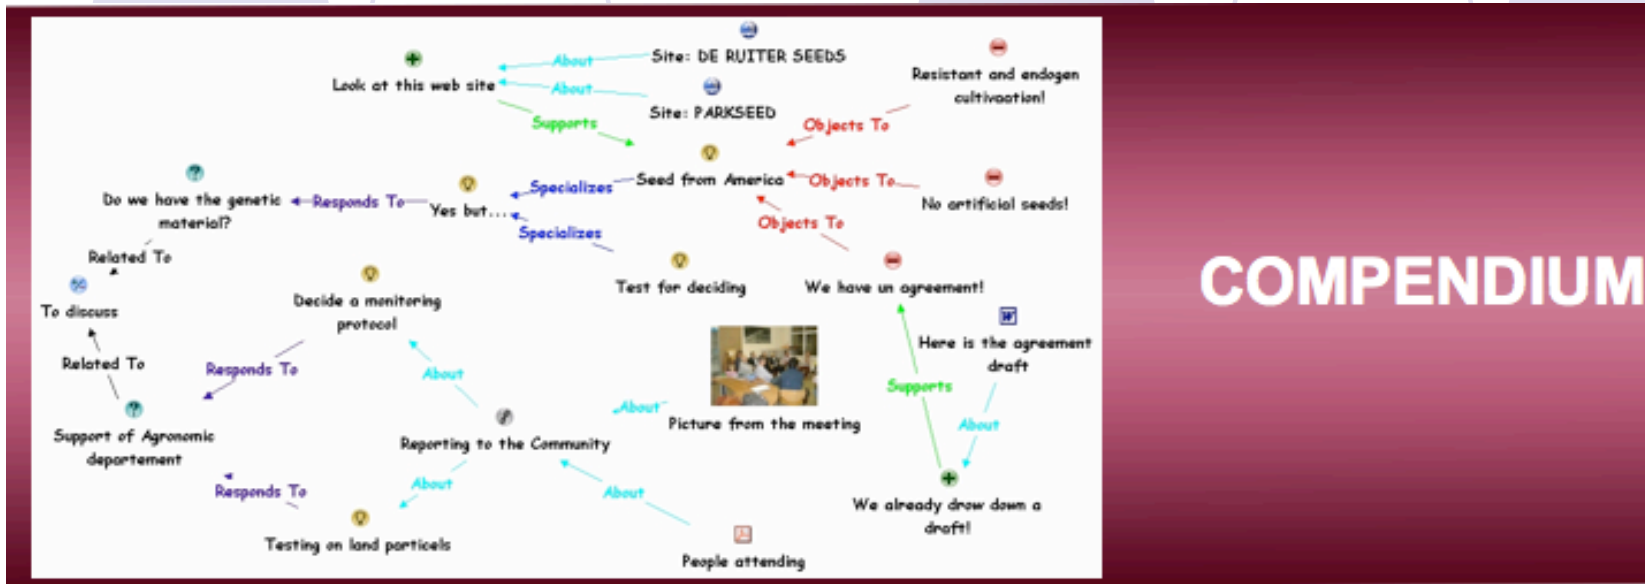 Site: DE RUITER SEEDS
About
Look at this web site
About
Site: PARKSEED
Supports
Resistant and endogen
cultivaation!
Objects To
Seed from America
Objects To
No artificial seeds!
Objects To
We have un agreement!
Specializes
Specializes
Test for deciding
Yes but...
Responds To
Do we have the genetic
material?
Related To
To discuss
Related To
Support of Agronomic
departement
Responds To
Decide a monitoring
protocol
About
Reporting to the Community
About
Picture from the meeting
About
Testing on land particels
Responds To
About
People attending
Here is the agreement
draft
Supports
About
We already drow down a
draft!
COMPENDIUM